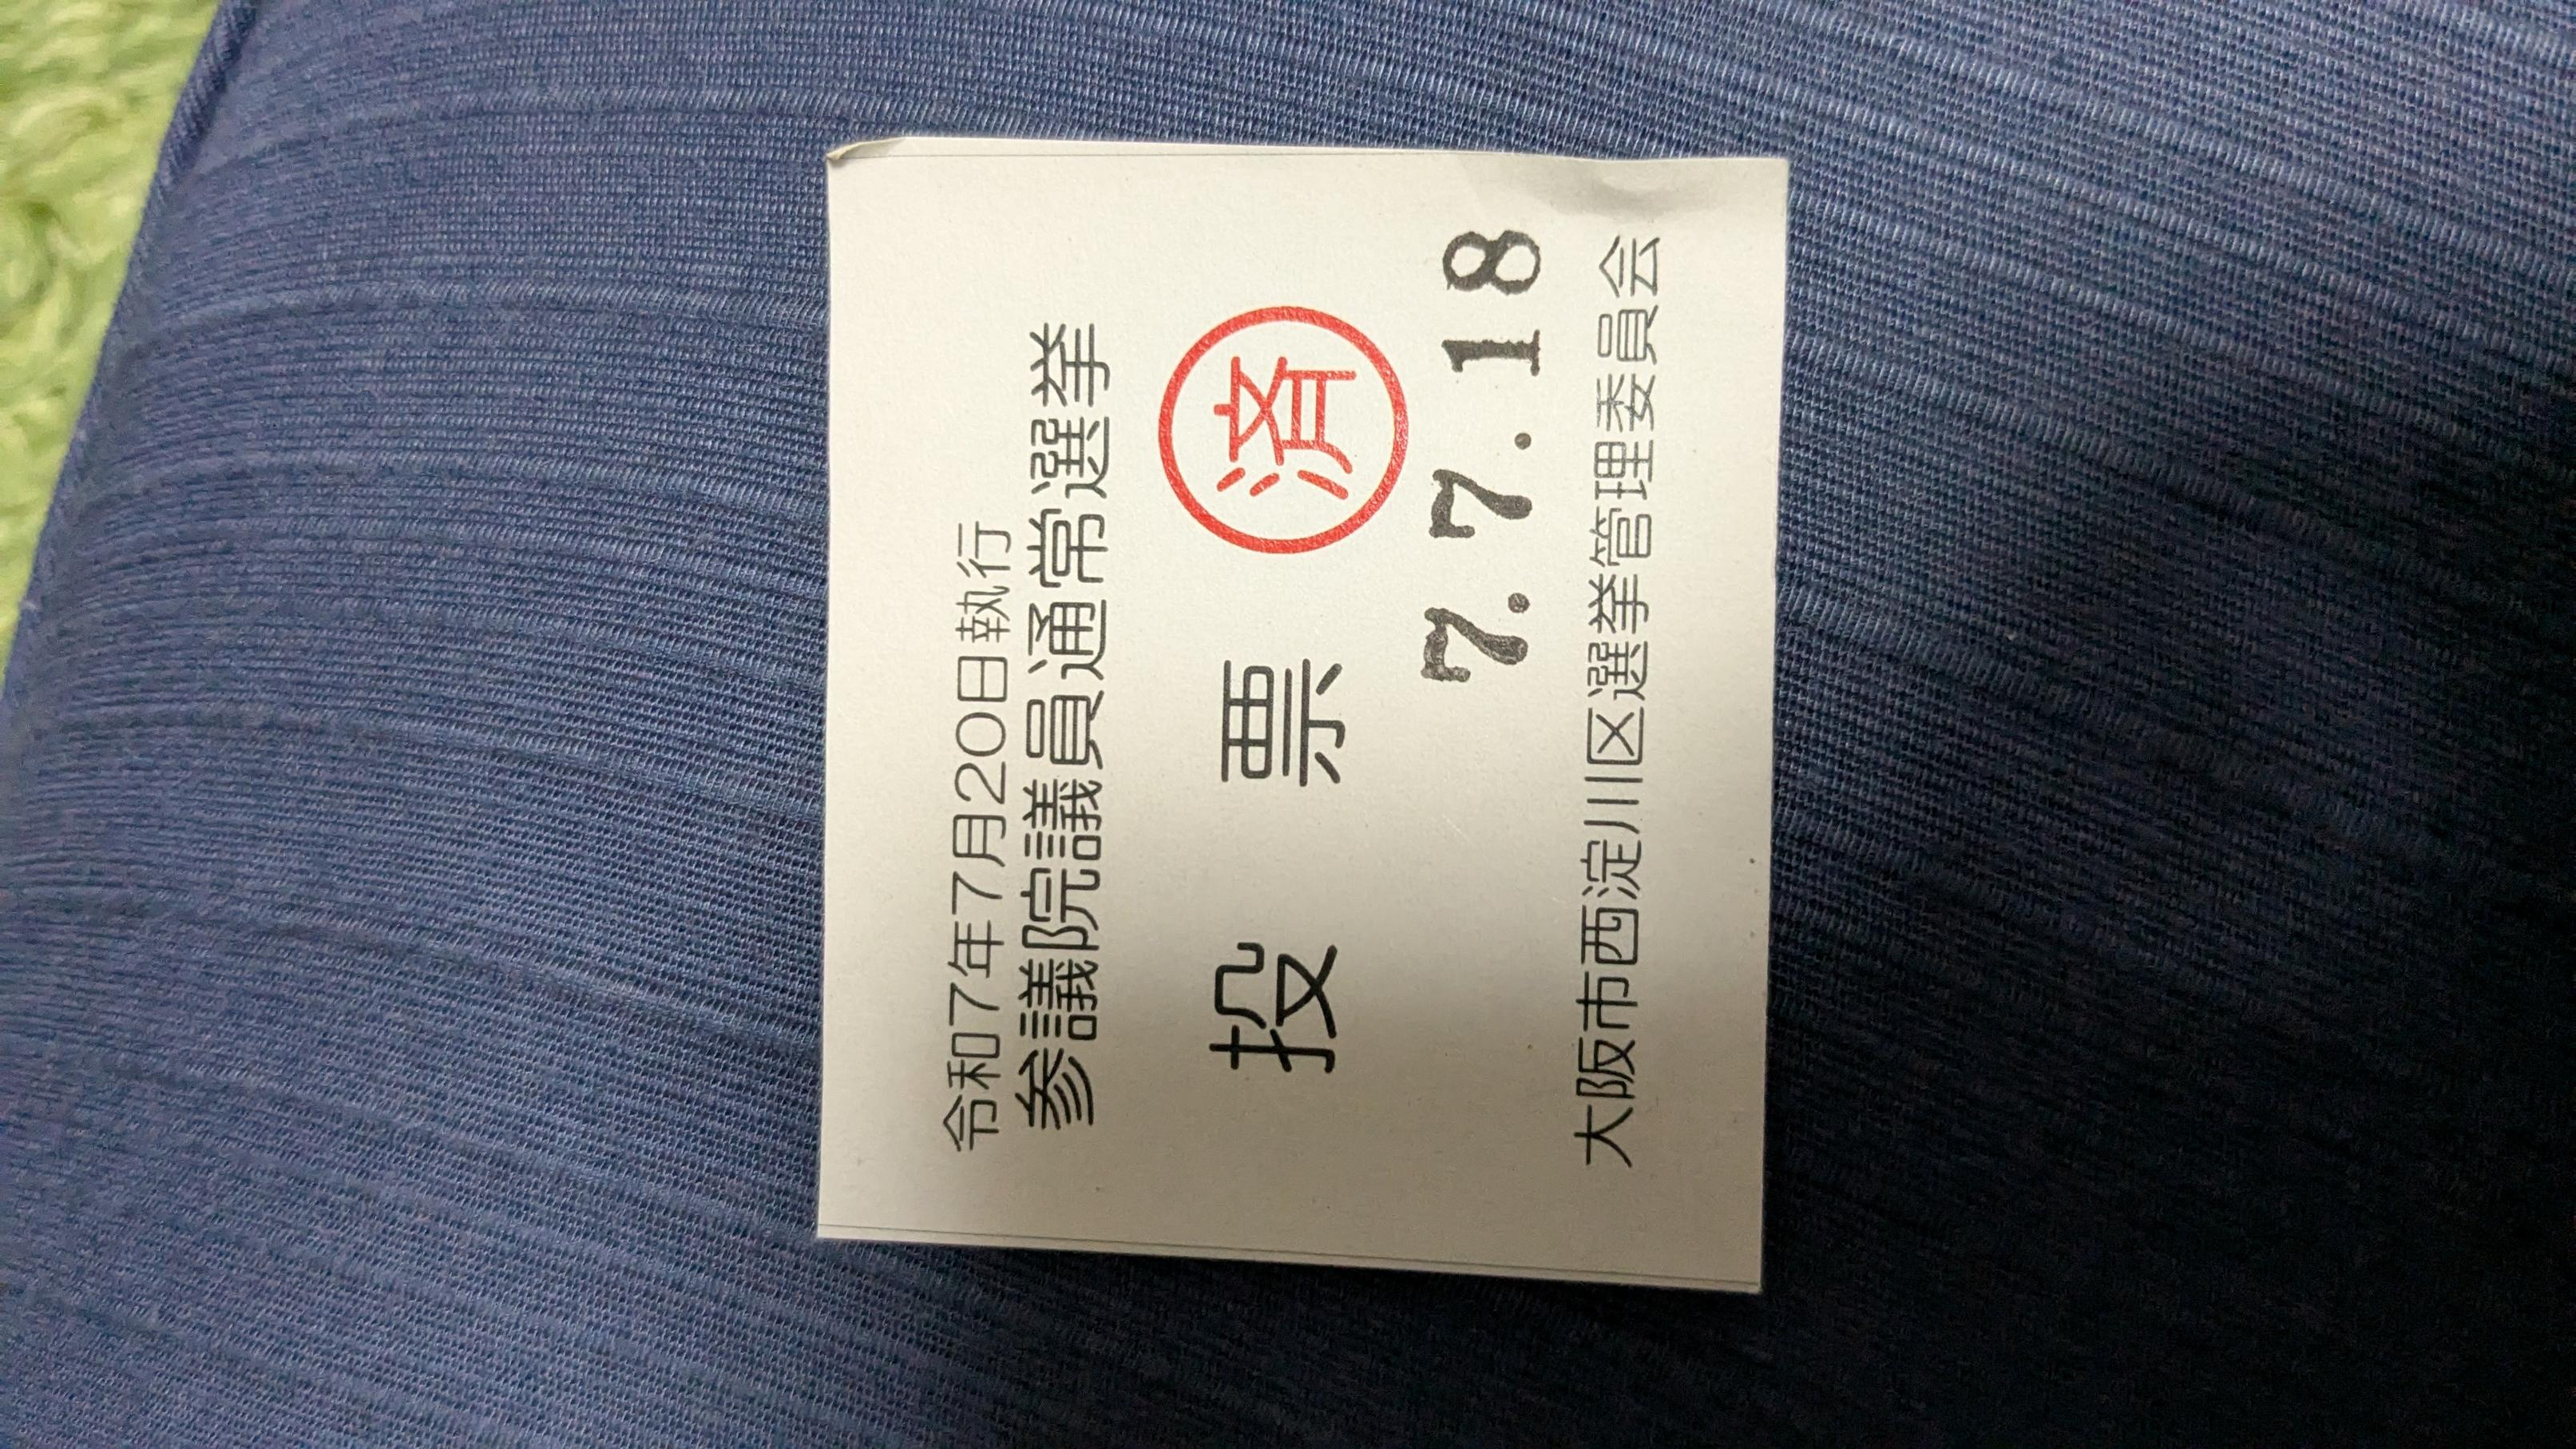 令和7年7月20日執行
参議院議員通常選挙
投票 済
7.7.18
大阪市西淀川区選挙管理委員会